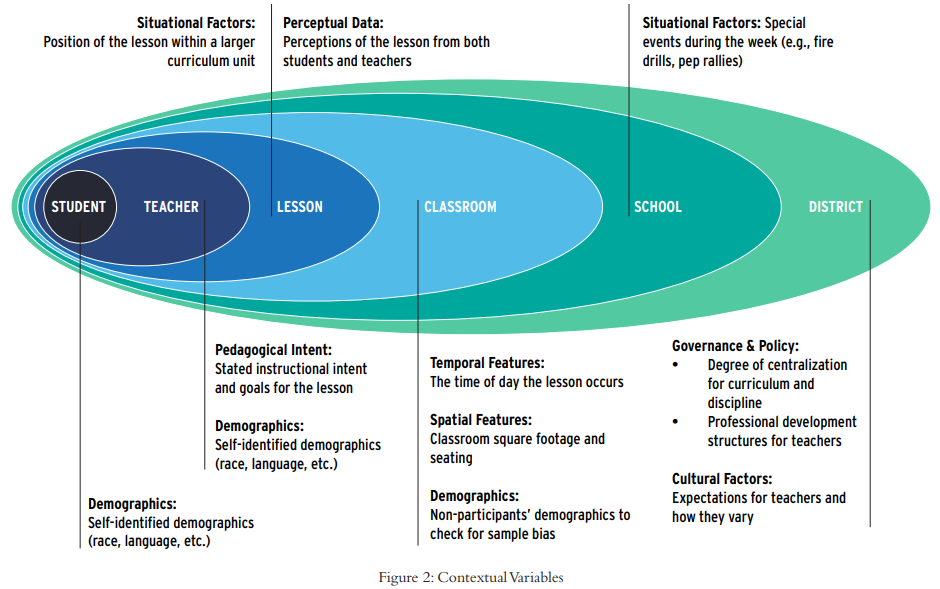 Situational Factors:
Position of the lesson within a larger
curriculum unit
Perceptual Data:
Perceptions of the lesson from both
students and teachers
Situational Factors: Special
events during the week (e.g., fire
drills, pep rallies)
STUDENT
TEACHER
LESSON
CLASSROOM
SCHOOL
DISTRICT
Demographics:
Self-identified demographics
(race, language, etc.)
Pedagogical Intent:
Stated instructional intent
and goals for the lesson
Demographics:
Self-identified demographics
(race, language, etc.)
Temporal Features:
The time of day the lesson occurs
Spatial Features:
Classroom square footage and
seating
Demographics:
Non-participants' demographics to
check for sample bias
Governance & Policy:
• Degree of centralization
for curriculum and
discipline
• Professional development
structures for teachers
Cultural Factors:
Expectations for teachers and
how they vary
Figure 2: Contextual Variables